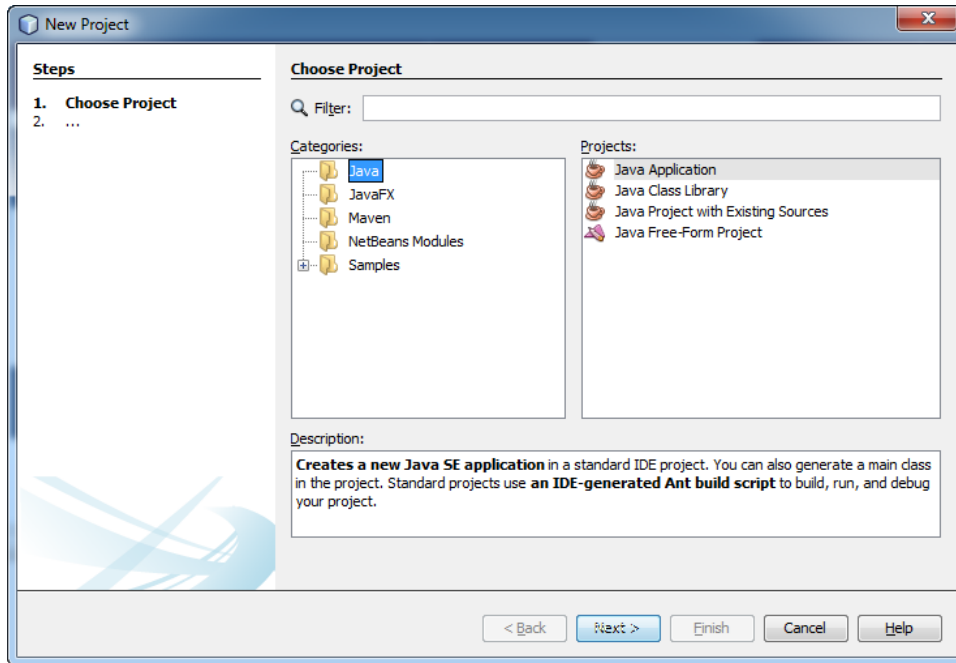 New Project
Steps
1. Choose Project
2. ...
Choose Project
Filter:
Categories:
Java
JavaFX
Maven
NetBeans Modules
Samples
Projects:
Java Application
Java Class Library
Java Project with Existing Sources
Java Free-Form Project
Description:
Creates a new Java SE application in a standard IDE project. You can also generate a main class
in the project. Standard projects use an IDE-generated Ant build script to build, run, and debug
your project.
< Back
Next >
Finish
Cancel
Help